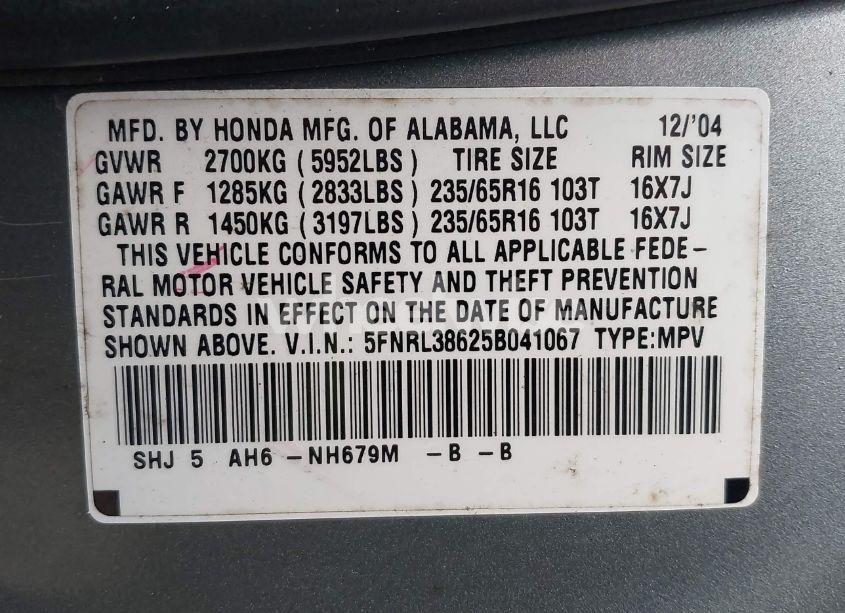 MFD. BY HONDA MFG. OF ALABAMA, LLC 12/'04
GVWR 2700KG (5952LBS) TIRE SIZE RIM SIZE
GAWR F 1285KG (2833LBS) 235/65R16 103T 16X7J
GAWR R 1450KG (3197LBS) 235/65R16 103T 16X7J
THIS VEHICLE CONFORMS TO ALL APPLICABLE FEDE-
RAL MOTOR VEHICLE SAFETY AND THEFT PREVENTION
STANDARDS IN EFFECT ON THE DATE OF MANUFACTURE
SHOWN ABOVE. V.I.N.: 5FNRL38625B041067 TYPE:MPV
SHJ 5 AH6 -NH679M -B -B